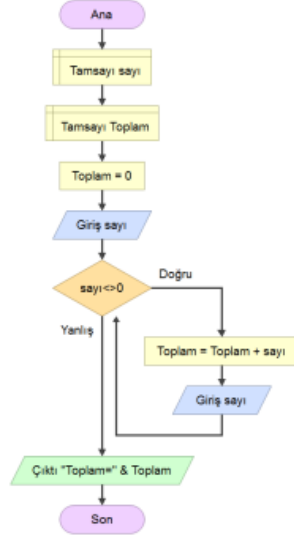 Ana
Tamsayı sayı
Tamsayı Toplam
Toplam = 0
Giriş sayı
sayı<>0
Doğru
Yanlış
Toplam = Toplam + sayı
Giriş sayı
Çıktı "Toplam=" & Toplam
Son